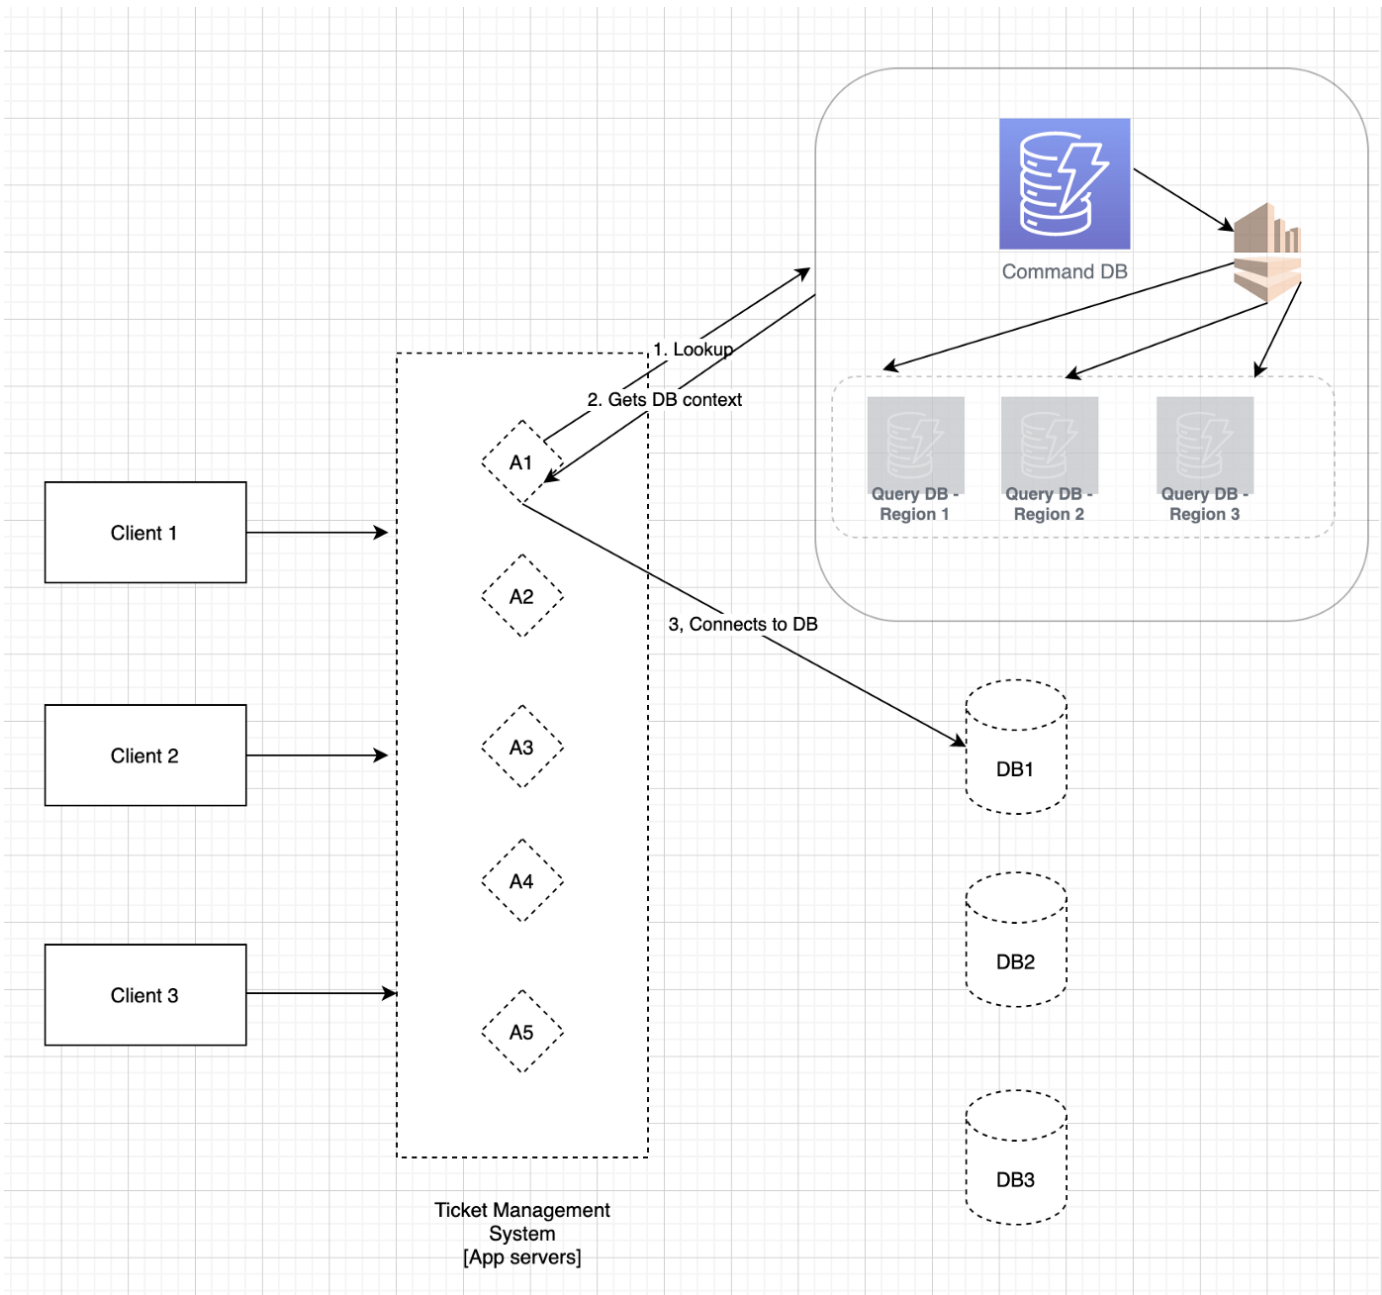 Command DB
1. Lookup
2. Gets DB context
A1
Query DB -
Region 1
Query DB -
Region 2
Query DB -
Region 3
Client 1
A2
3, Connects to DB
Client 2
A3
DB1
A4
DB2
Client 3
A5
DB3
Ticket Management
System
[App servers]